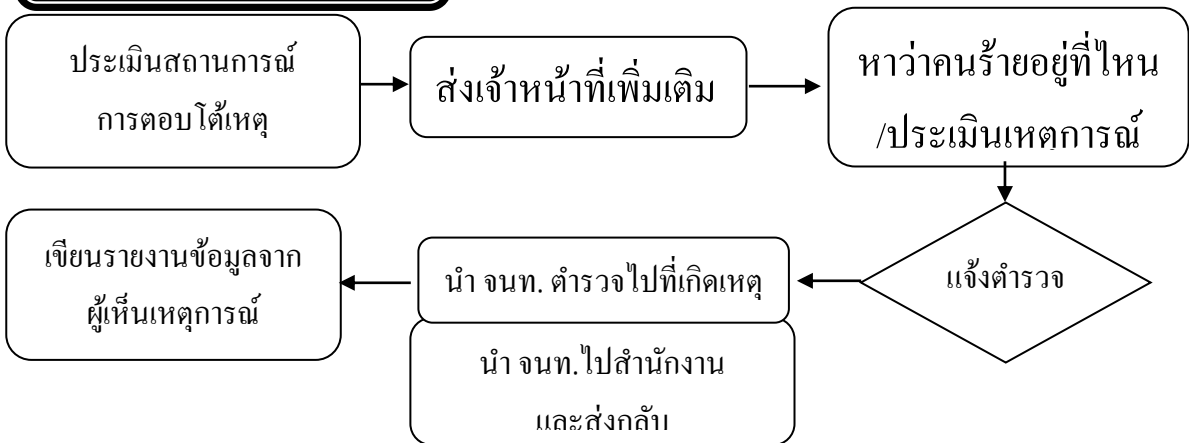 ประเมินสถานการณ์
การตอบโต้เหตุ
ส่งเจ้าหน้าที่เพิ่มเติม
หาว่าคนร้ายอยู่ที่ไหน
/ประเมินเหตุการณ์
แจ้งตำรวจ
นำ จนท. ตำรวจไปที่เกิดเหตุ
นำ จนท.ไปสำนักงาน
และส่งกลับ
เขียนรายงานข้อมูลจาก
ผู้เห็นเหตุการณ์